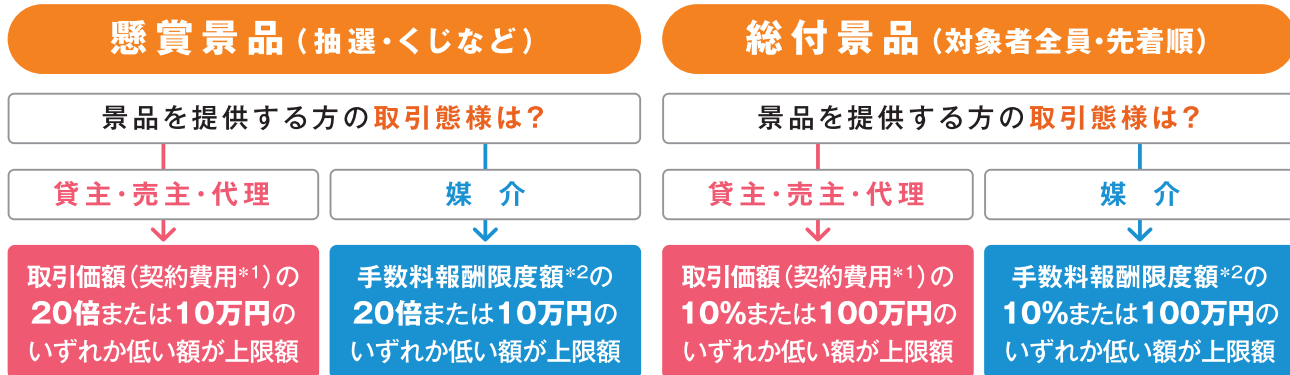 懸賞景品（抽選・くじなど）
景品を提供する方の取引態様は？
貸主・売主・代理
媒介
取引価額（契約費用*1）の
20倍または10万円の
いずれか低い額が上限額
手数料報酬限度額*2の
20倍または10万円の
いずれか低い額が上限額
総付景品（対象者全員・先着順）
景品を提供する方の取引態様は？
貸主・売主・代理
媒介
取引価額（契約費用*1）の
10%または100万円の
いずれか低い額が上限額
手数料報酬限度額*2の
10%または100万円の
いずれか低い額が上限額